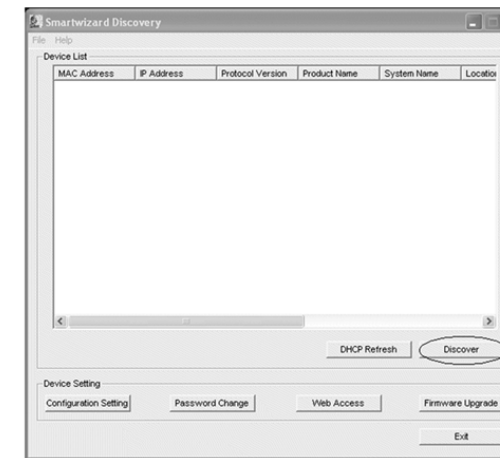 Smartwizard Discovery
File Help
Device List
MAC Address IP Address Protocol Version Product Name System Name Location
DHCP Refresh Discover
Device Setting
Configuration Setting Password Change Web Access Firmware Upgrade
Exit